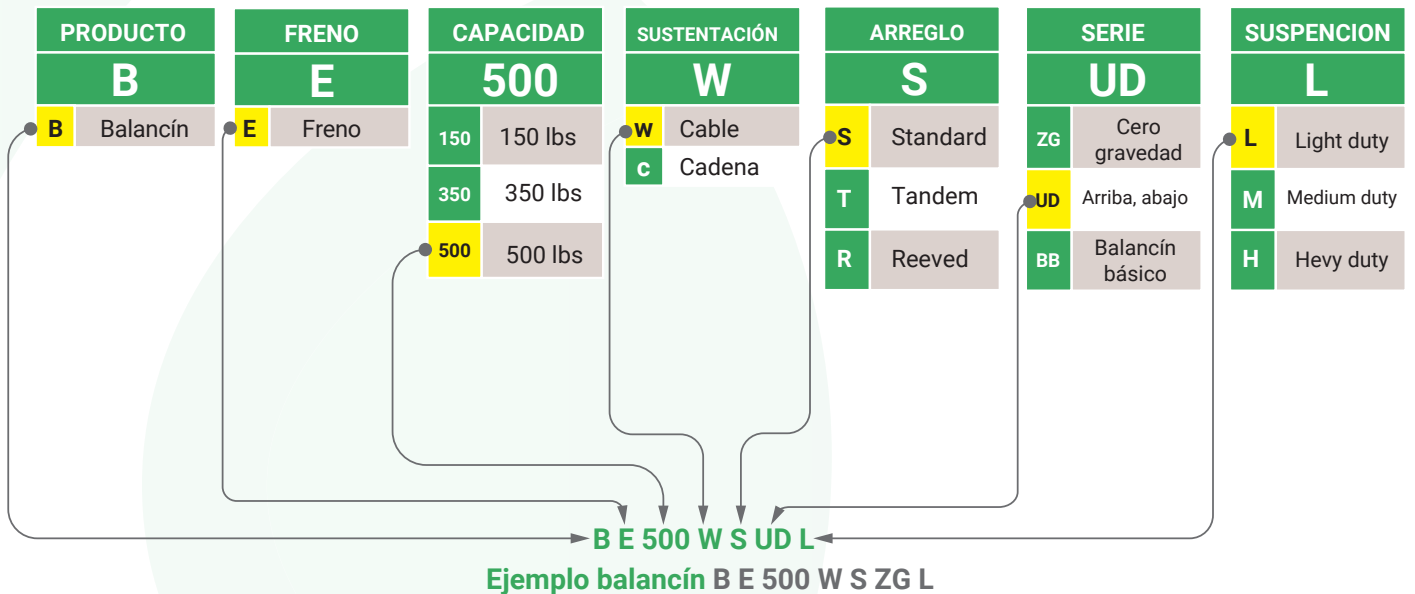 PRODUCTO
B
B Balancín
FRENO
E
E Freno
CAPACIDAD
500
150 150 lbs
350 350 lbs
500 500 lbs
SUSTENTACIÓN
W
W Cable
C Cadena
ARREGLO
S
S Standard
T Tandem
R Reeved
SERIE
UD
ZG Cero
gravedad
UD Arriba, abajo
BB Balancín
básico
SUSPENCION
L
L Light duty
M Medium duty
H Hevy duty
B E 500 W S UD L
Ejemplo balancín B E 500 W S ZG L